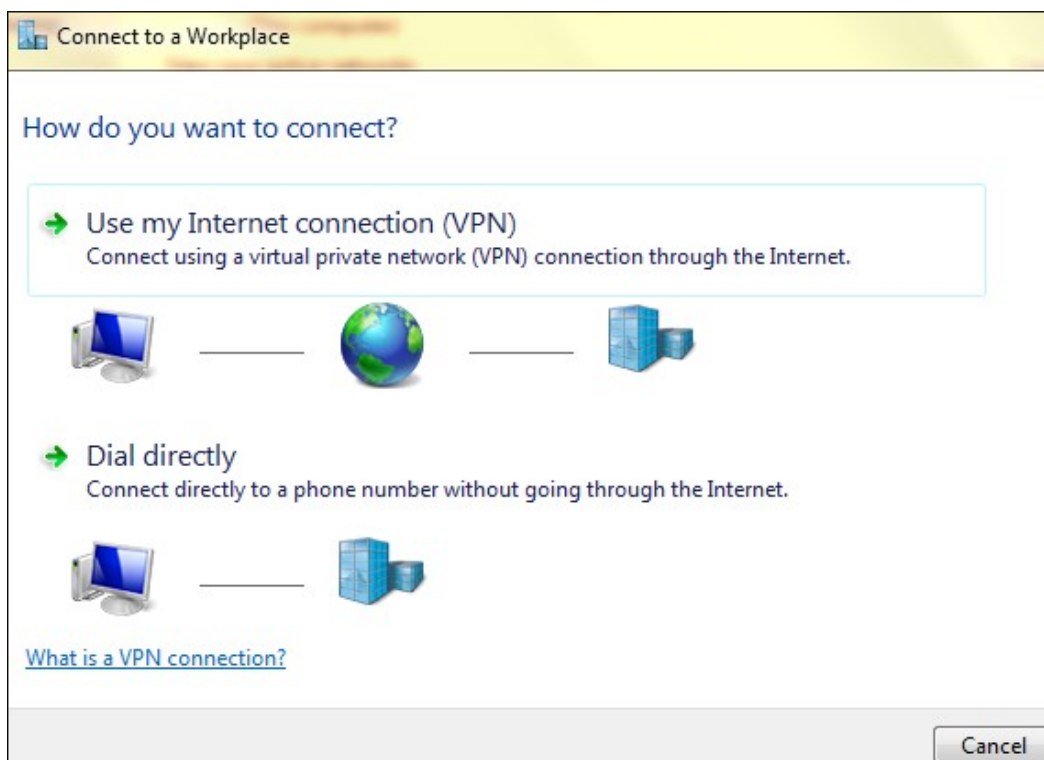 Connect to a Workplace
How do you want to connect?
Use my Internet connection (VPN)
Connect using a virtual private network (VPN) connection through the Internet.
Dial directly
Connect directly to a phone number without going through the Internet.
What is a VPN connection?
Cancel